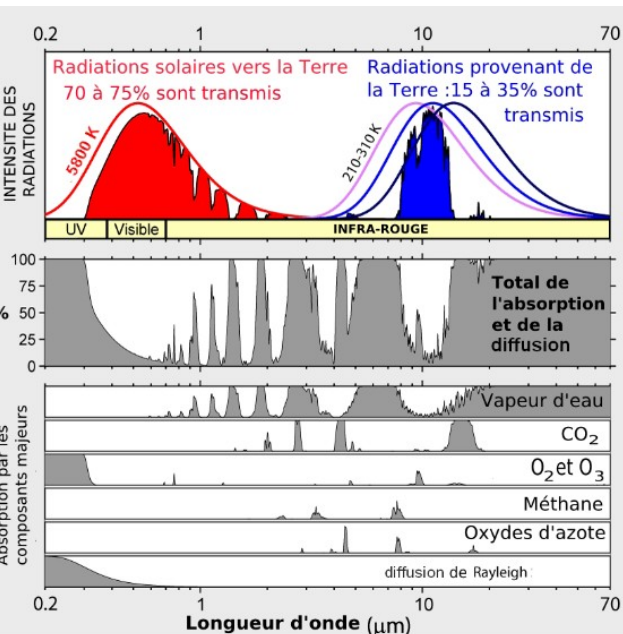 0.2 1 10 70
Radiations solaires vers la Terre
70 à 75% sont transmis
Radiations provenant de
la Terre :15 à 35% sont
transmis
INTENSITE DES
RADIATIONS
5800 K
210-310 K
UV Visible INFRA-ROUGE
%
100
75
50
25
0
Total de
l'absorption
et de la
diffusion
Absorption par les
composants majeurs
Vapeur d'eau
CO₂
O₂et O₃
Méthane
Oxydes d'azote
diffusion de Rayleigh
0.2 1 10 70
Longueur d'onde (µm)